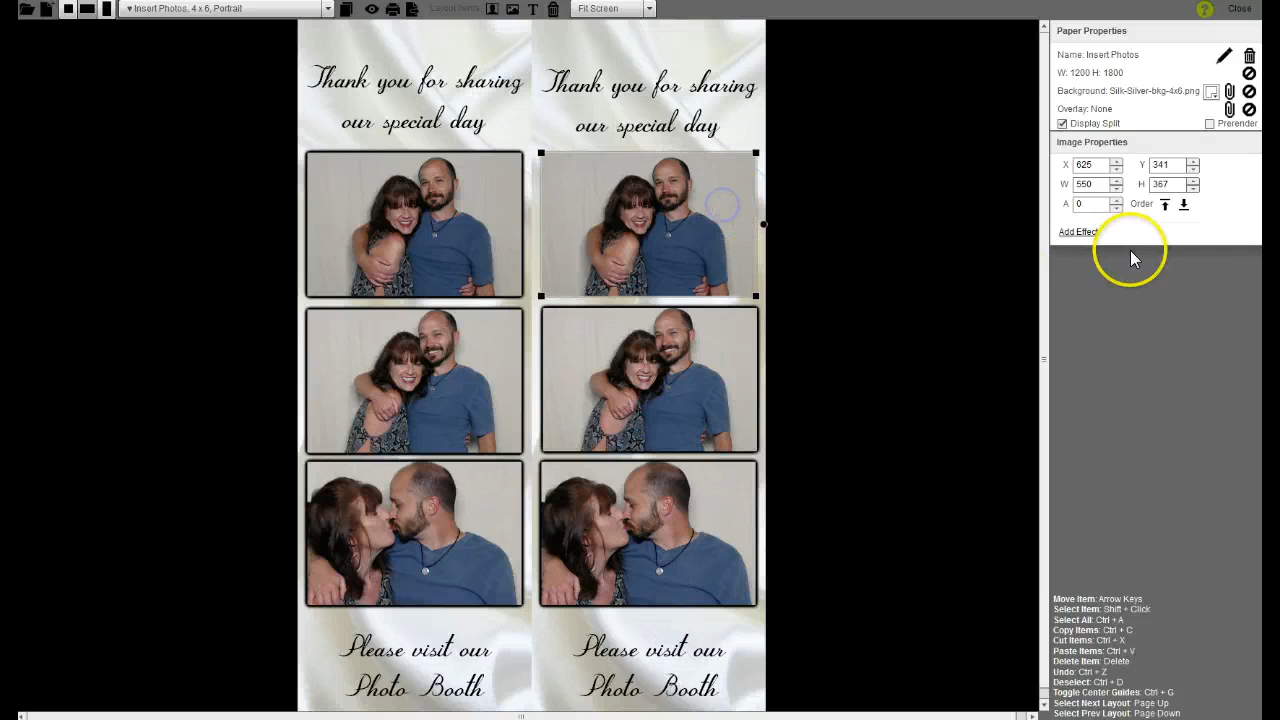 ♥ Insert Photos, 4 x 6, Portrait
Layout Items
T
Fit Screen
?
Close
Thank you for sharing
our special day
Thank you for sharing
our special day
Please visit our
Photo Booth
Please visit our
Photo Booth
Paper Properties
Name: Insert Photos
W: 1200 H: 1800
Background: Silk-Silver-bkg-4x6.png
Overlay: None
Display Split
Prerender
Image Properties
X 625 Y 341
W 550 H 367
A 0 Order
Add Effect
Move Item: Arrow Keys
Select Item: Shift + Click
Select All: Ctrl + A
Copy Items: Ctrl + C
Cut Items: Ctrl + X
Paste Items: Ctrl + V
Delete Item: Delete
Undo: Ctrl + Z
Deselect: Ctrl + D
Toggle Center Guides: Ctrl + G
Select Next Layout: Page Up
Select Prev Layout: Page Down